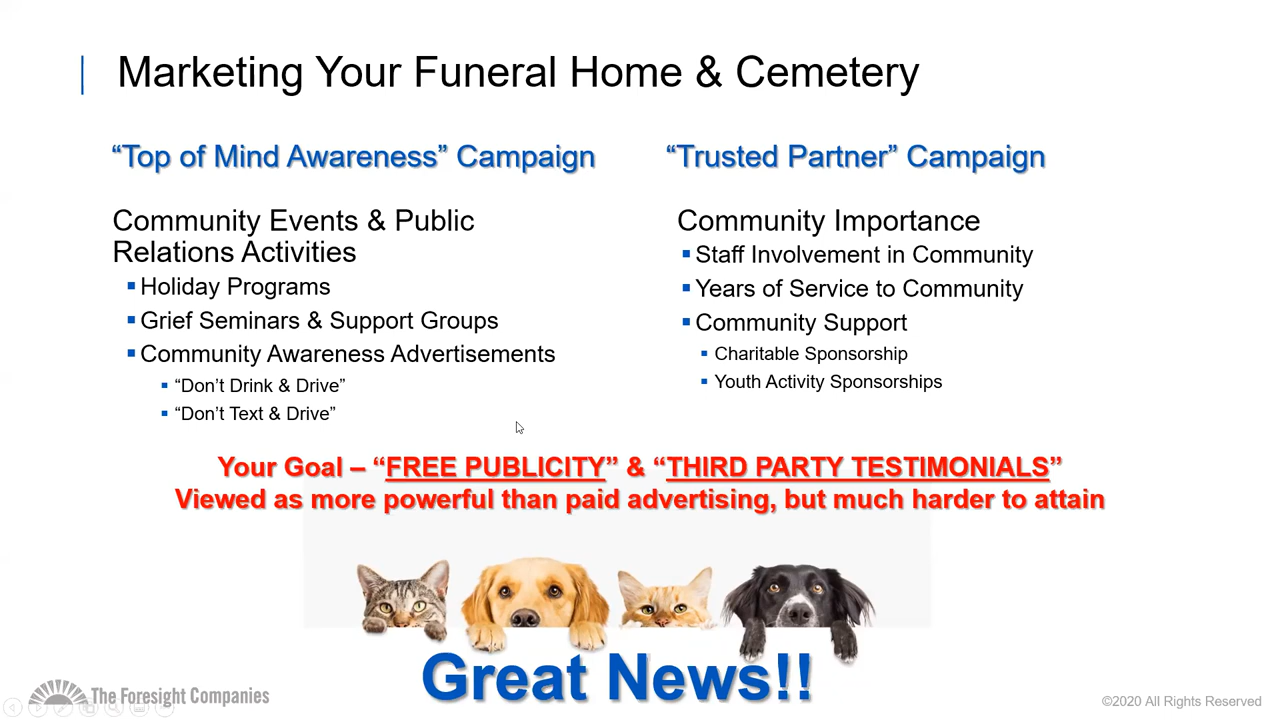 Marketing Your Funeral Home & Cemetery
“Top of Mind Awareness” Campaign
Community Events & Public
Relations Activities
Holiday Programs
Grief Seminars & Support Groups
Community Awareness Advertisements
“Don’t Drink & Drive”
“Don’t Text & Drive”
“Trusted Partner” Campaign
Community Importance
Staff Involvement in Community
Years of Service to Community
Community Support
Charitable Sponsorship
Youth Activity Sponsorships
Your Goal – “FREE PUBLICITY” & “THIRD PARTY TESTIMONIALS”
Viewed as more powerful than paid advertising, but much harder to attain
Great News!!
The Foresight Companies
©2020 All Rights Reserved